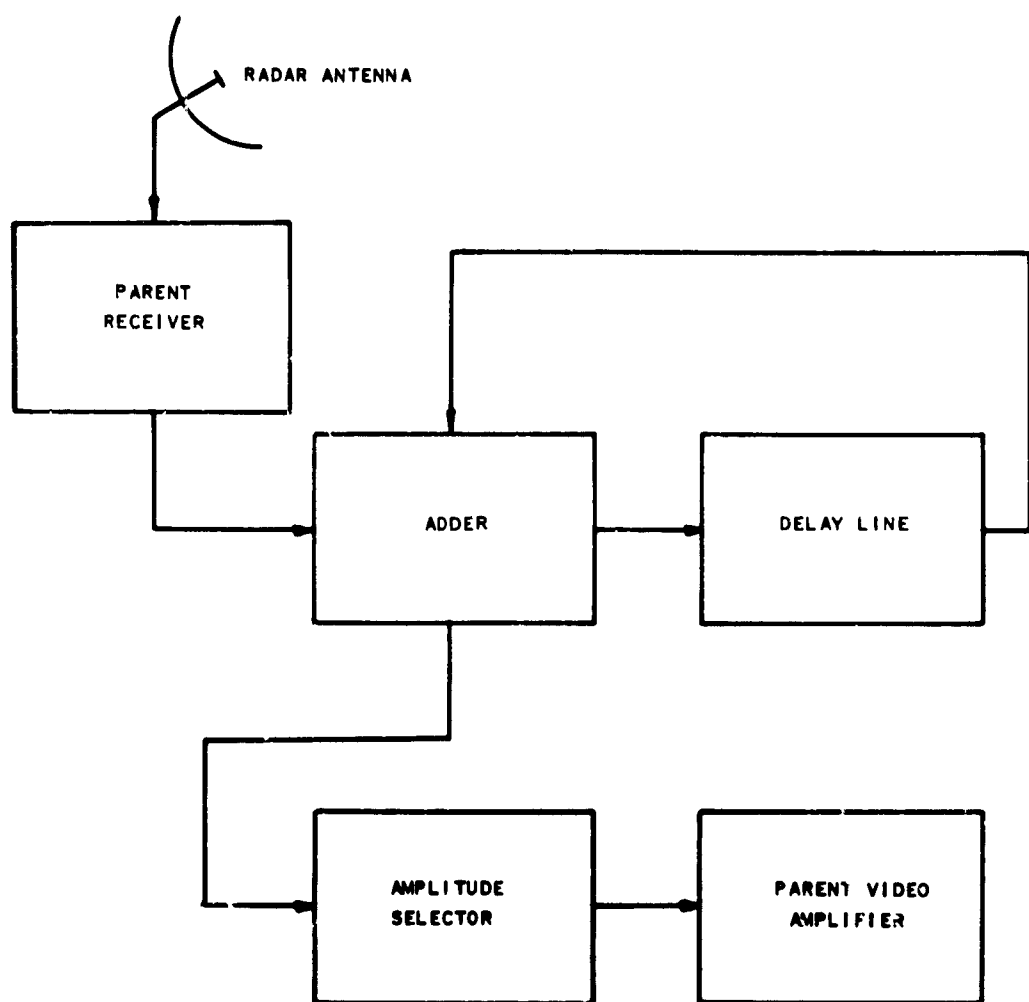 RADAR ANTENNA
PARENT
RECEIVER
ADDER
DELAY LINE
AMPLITUDE
SELECTOR
PARENT VIDEO
AMPLIFIER